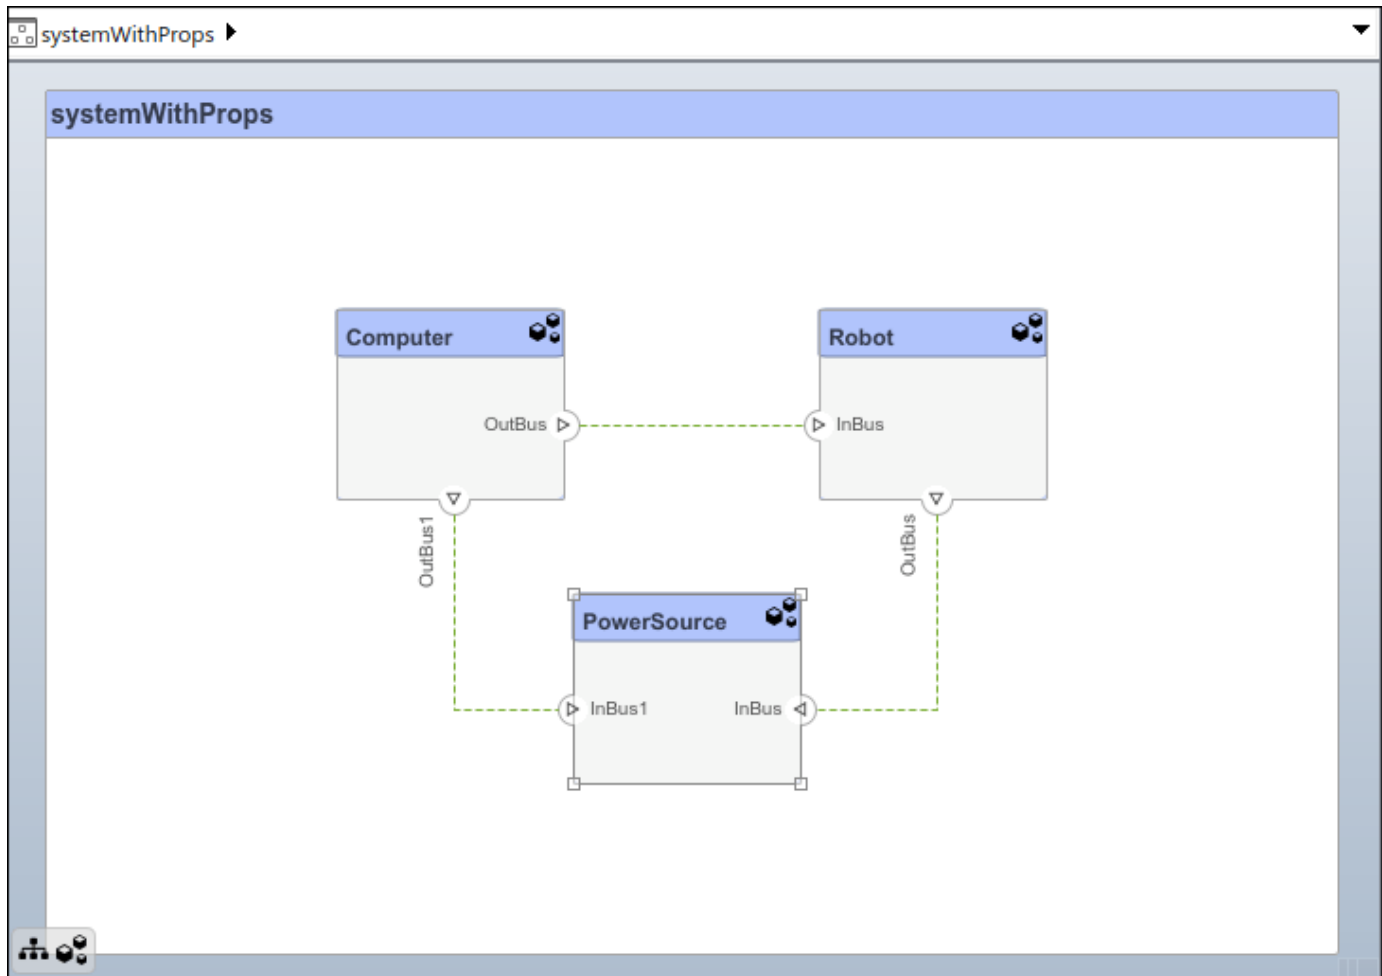 systemWithProps
systemWithProps
Computer
Robot
OutBus
InBus
OutBus1
OutBus
PowerSource
InBus1
InBus